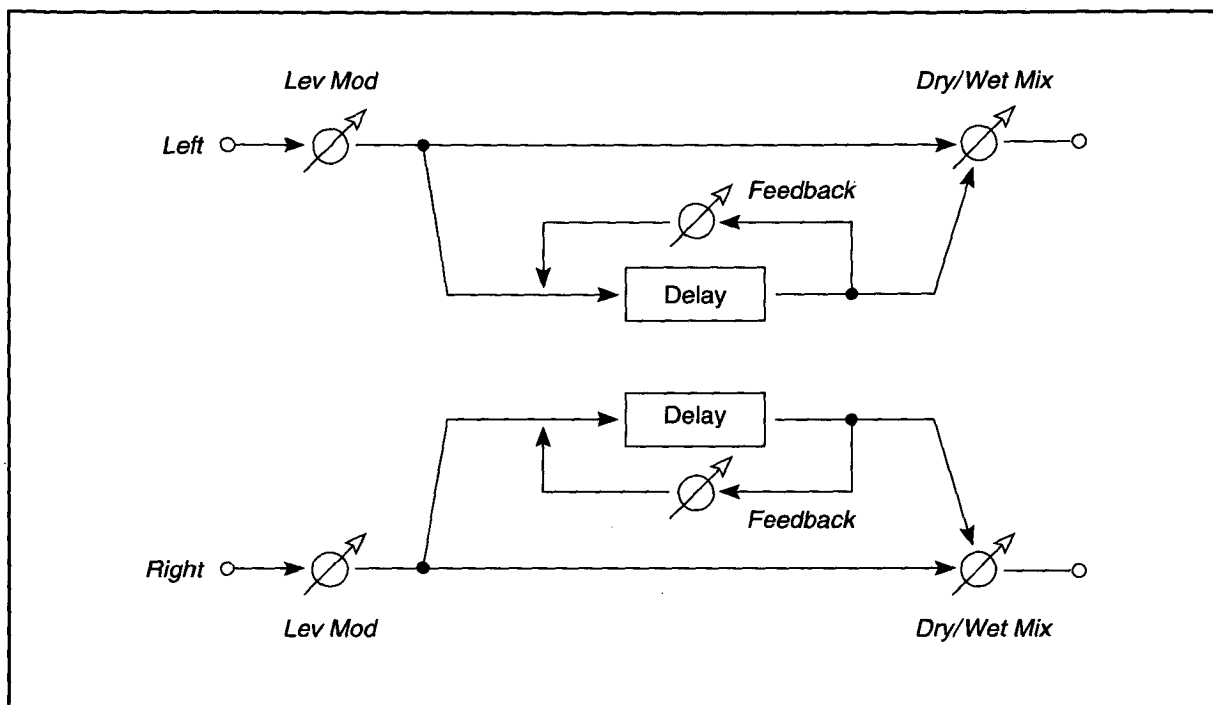 Lev Mod
Dry/Wet Mix
Left
Feedback
Delay
Delay
Feedback
Right
Lev Mod
Dry/Wet Mix